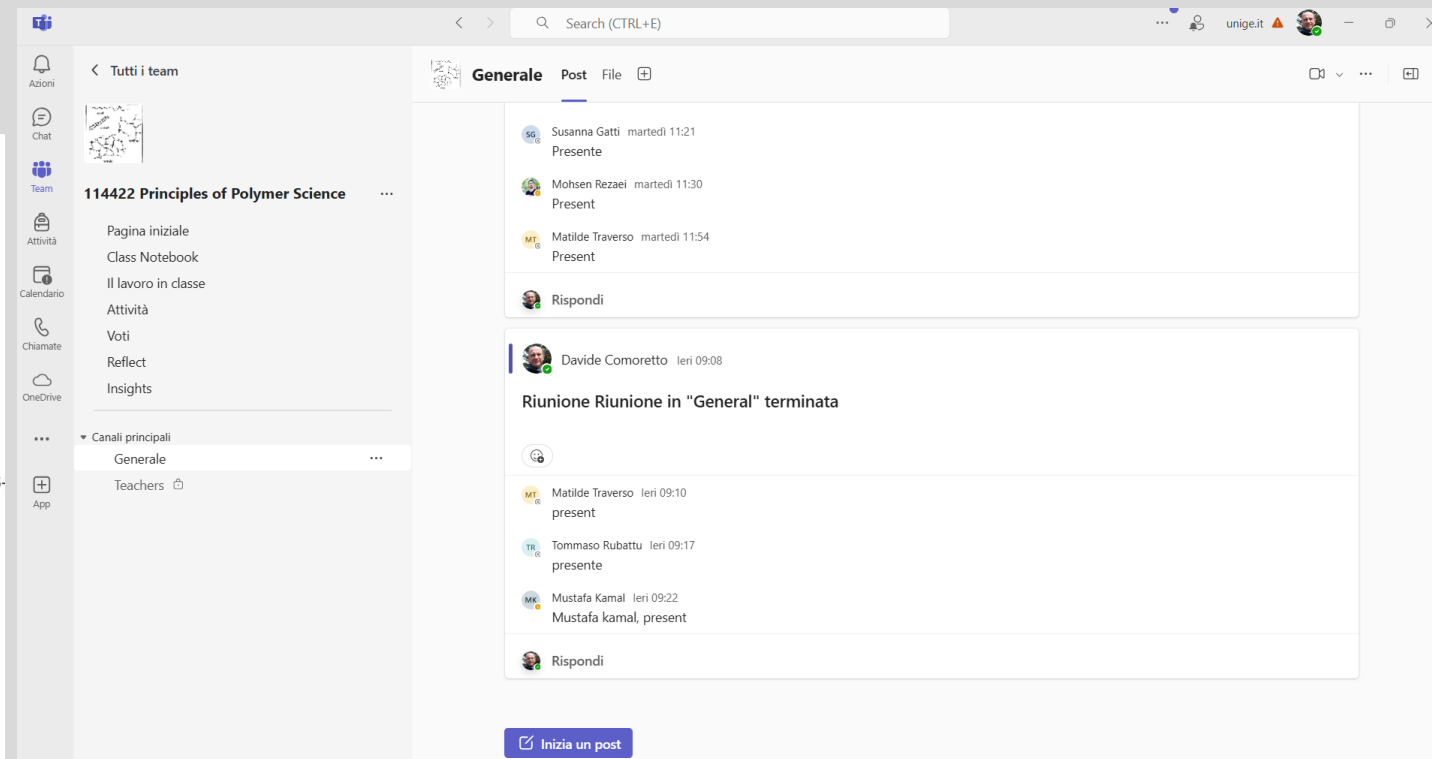 Search (CTRL+E)
unige.it
Azioni
Chat
Team
Attività
Calendario
Chiamate
OneDrive
App
Tutti i team
114422 Principles of Polymer Science
Pagina iniziale
Class Notebook
Il lavoro in classe
Attività
Voti
Reflect
Insights
Canali principali
Generale
Teachers
Generale Post File
SG Susanna Gatti martedì 11:21
Presente
Mohsen Rezaei martedì 11:30
Present
MT Matilde Traverso martedì 11:54
Present
Rispondi
Davide Comoretto Ieri 09:08
Riunione Riunione in "General" terminata
MT Matilde Traverso Ieri 09:10
present
TR Tommaso Rubattu Ieri 09:17
presente
MK Mustafa Kamal Ieri 09:22
Mustafa kamal, present
Rispondi
Inizia un post